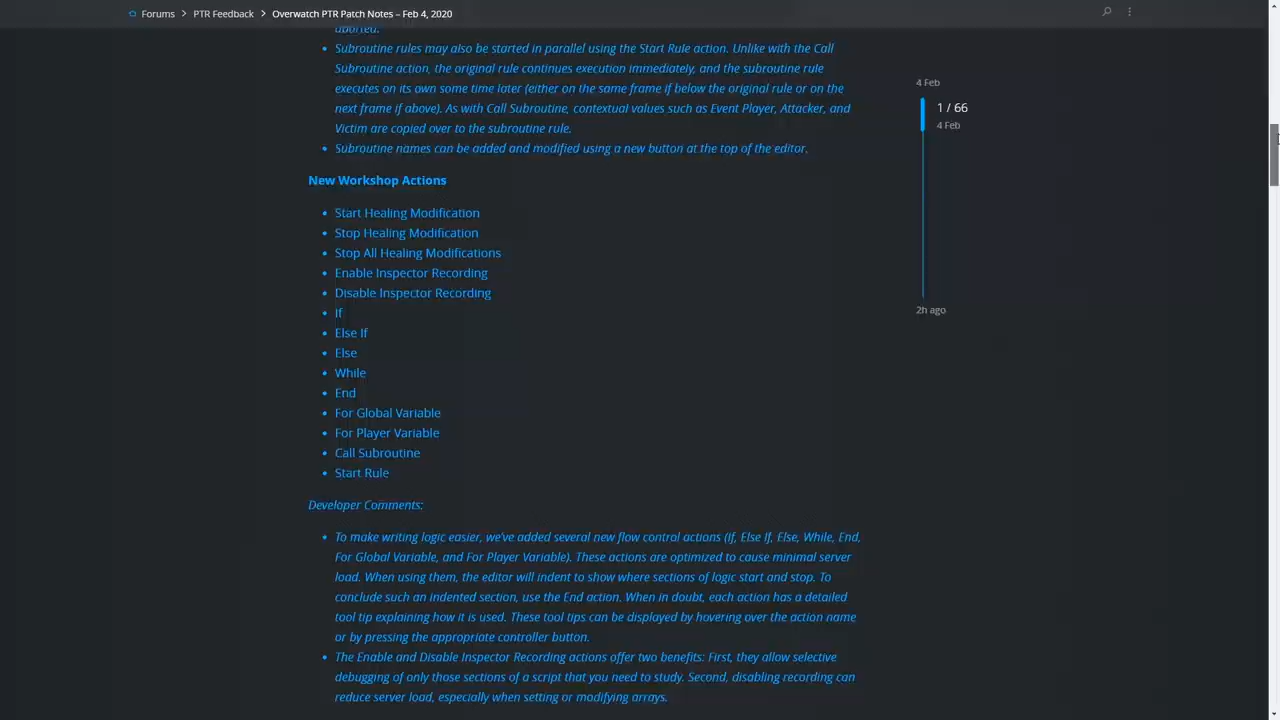 Forums > PTR Feedback > Overwatch PTR Patch Notes – Feb 4, 2020
aborted.
• Subroutine rules may also be started in parallel using the Start Rule action. Unlike with the Call
Subroutine action, the original rule continues execution immediately, and the subroutine rule
executes on its own some time later (either on the same frame if below the original rule or on the
next frame if above). As with Call Subroutine, contextual values such as Event Player, Attacker, and
Victim are copied over to the subroutine rule.
• Subroutine names can be added and modified using a new button at the top of the editor.
4 Feb
1 / 66
4 Feb
2h ago
New Workshop Actions
• Start Healing Modification
• Stop Healing Modification
• Stop All Healing Modifications
• Enable Inspector Recording
• Disable Inspector Recording
• If
• Else If
• Else
• While
• End
• For Global Variable
• For Player Variable
• Call Subroutine
• Start Rule
Developer Comments:
• To make writing logic easier, we've added several new flow control actions (If, Else If, Else, While, End,
For Global Variable, and For Player Variable). These actions are optimized to cause minimal server
load. When using them, the editor will indent to show where sections of logic start and stop. To
conclude such an indented section, use the End action. When in doubt, each action has a detailed
tool tip explaining how it is used. These tool tips can be displayed by hovering over the action name
or by pressing the appropriate controller button.
• The Enable and Disable Inspector Recording actions offer two benefits: First, they allow selective
debugging of only those sections of a script that you need to study. Second, disabling recording can
reduce server load, especially when setting or modifying arrays.